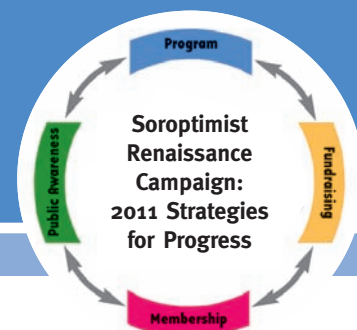 Program
Public Awareness
Soroptimist
Renaissance
Campaign:
2011 Strategies
for Progress
Fundraising
Membership